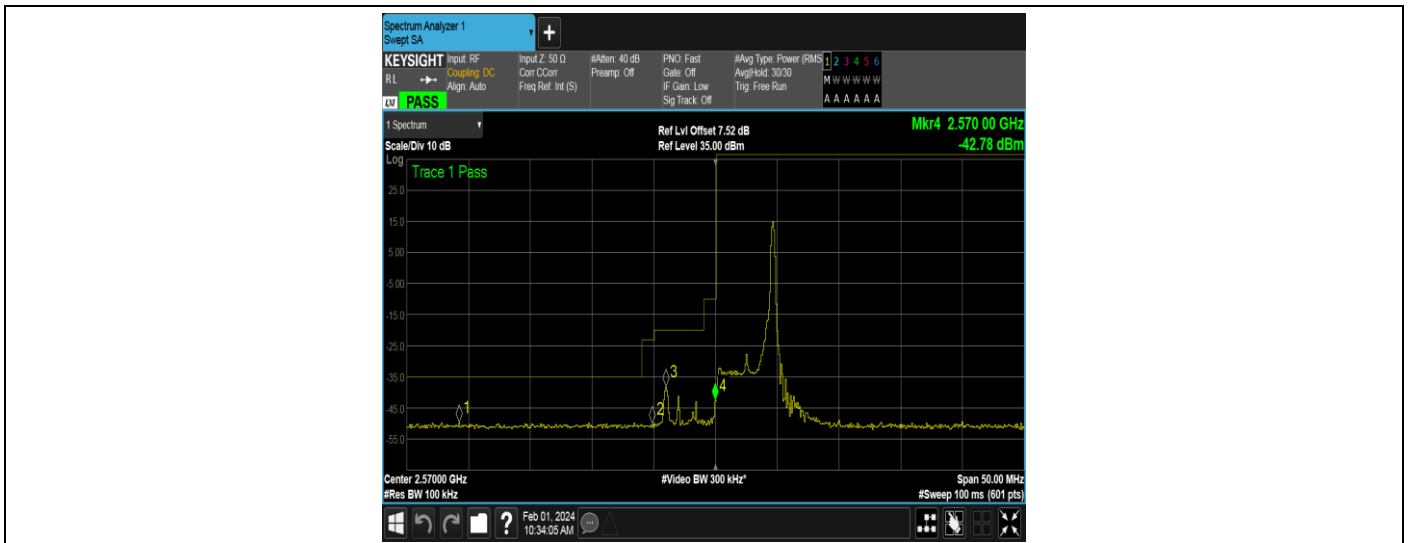 Spectrum Analyzer 1
Swept SA
+
KEYSIGHT
RL
LXI PASS
Input: RF
Coupling: DC
Align: Auto
Input Z: 50 Ω
Corr CCorr
Freq Ref: Int (S)
#Atten: 40 dB
Preamp: Off
PNO: Fast
Gate: Off
IF Gain: Low
Sig Track: Off
#Avg Type: Power (RMS
Avg|Hold: 30/30
Trig: Free Run
1 2 3 4 5 6
M W W W W W
A A A A A A
1 Spectrum
Scale/Div 10 dB
Ref Lvl Offset 7.52 dB
Ref Level 35.00 dBm
Mkr4 2.570 00 GHz
-42.78 dBm
Log
Trace 1 Pass
25.0
15.0
5.00
-5.00
-15.0
-25.0
-35.0
-45.0
-55.0
1
2
3
4
Center 2.57000 GHz
#Res BW 100 kHz
#Video BW 300 kHz*
Span 50.00 MHz
#Sweep 100 ms (601 pts)
?
Feb 01, 2024
10:34:05 AM